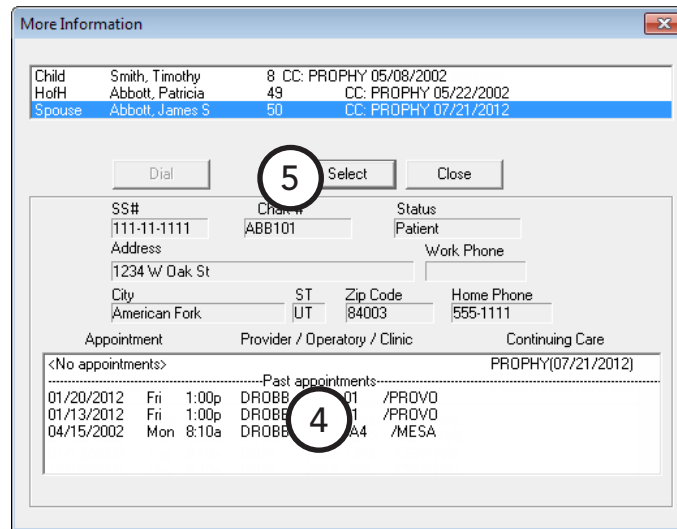 More Information
Child Smith, Timothy 8 CC: PROPHY 05/08/2002
HofH Abbott, Patricia 49 CC: PROPHY 05/22/2002
Spouse Abbott, James S 50 CC: PROPHY 07/21/2012
Dial 5 Select Close
SS# Chart # Status
111-11-1111 ABB101 Patient
Address Work Phone
1234 W Oak St
City ST Zip Code Home Phone
American Fork UT 84003 555-1111
Appointment Provider / Operatory / Clinic Continuing Care
<No appointments> PROPHY(07/21/2012)
Past appointments
01/20/2012 Fri 1:00p DROBB 01 /PROVO
01/13/2012 Fri 1:00p DROBB 1 /PROVO
04/15/2002 Mon 8:10a DROBB A4 /MESA
4